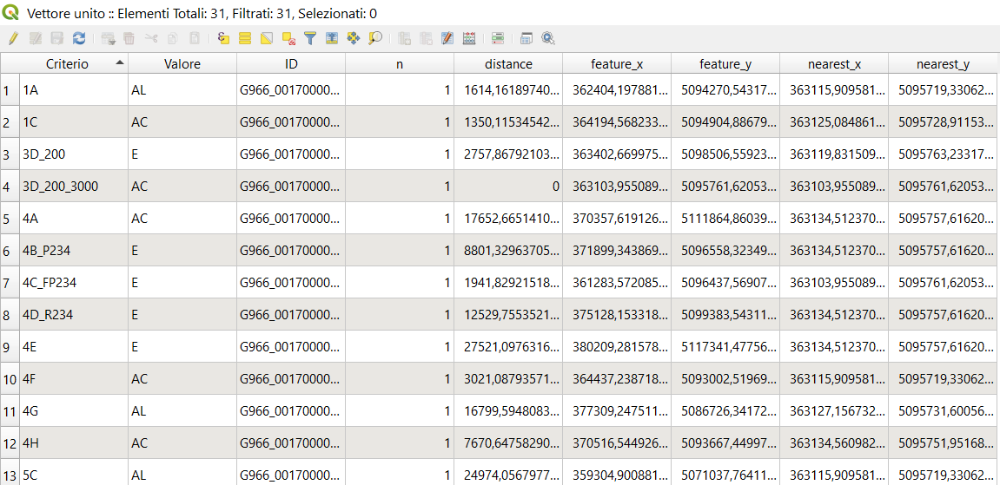 Vettore unito :: Elementi Totali: 31, Filtrati: 31, Selezionati: 0
Criterio Valore ID n distance feature_x feature_y nearest_x nearest_y
1 1A AL G966_00170000... 1 1614,16189740... 362404,197881... 5094270,54317... 363115,909581... 5095719,33062...
2 1C AC G966_00170000... 1 1350,11534542... 364194,568233... 5094904,88679... 363125,084861... 5095728,91153...
3 3D_200 E G966_00170000... 1 2757,86792103... 363402,669975... 5098506,55923... 363119,831509... 5095763,23317...
4 3D_200_3000 AC G966_00170000... 1 0 363103,955089... 5095761,62053... 363103,955089... 5095761,62053...
5 4A AC G966_00170000... 1 17652,6651410... 370357,619126... 5111864,86039... 363134,512370... 5095757,61620...
6 4B_P234 E G966_00170000... 1 8801,32963705... 371899,343869... 5096558,32349... 363134,512370... 5095757,61620...
7 4C_FP234 E G966_00170000... 1 1941,82921518... 361283,572085... 5096437,56907... 363103,955089... 5095761,62053...
8 4D_R234 E G966_00170000... 1 12529,7553521... 375128,153318... 5099383,54311... 363134,512370... 5095757,61620...
9 4E E G966_00170000... 1 27521,0976316... 380209,281578... 5117341,47756... 363134,512370... 5095757,61620...
10 4F AC G966_00170000... 1 3021,08793571... 364437,238718... 5093002,51969... 363115,909581... 5095719,33062...
11 4G AL G966_00170000... 1 16799,5948083... 377309,247511... 5086726,34172... 363127,156732... 5095731,60056...
12 4H AC G966_00170000... 1 7670,64758290... 370516,544926... 5093667,44997... 363134,560982... 5095751,95168...
13 5C AL G966_00170000... 1 24974,0567977... 359304,900881... 5071037,76411... 363115,909581... 5095719,33062...